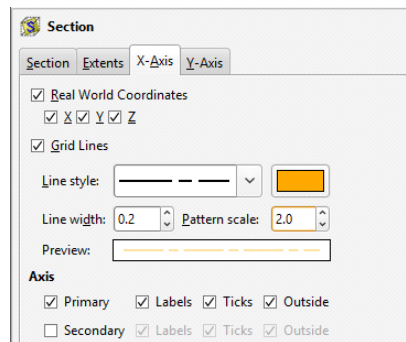 Section
Section Extents X-Axis Y-Axis
Real World Coordinates
X Y Z
Grid Lines
Line style:
Line width: 0.2 Pattern scale: 2.0
Preview:
Axis
Primary Labels Ticks Outside
Secondary Labels Ticks Outside